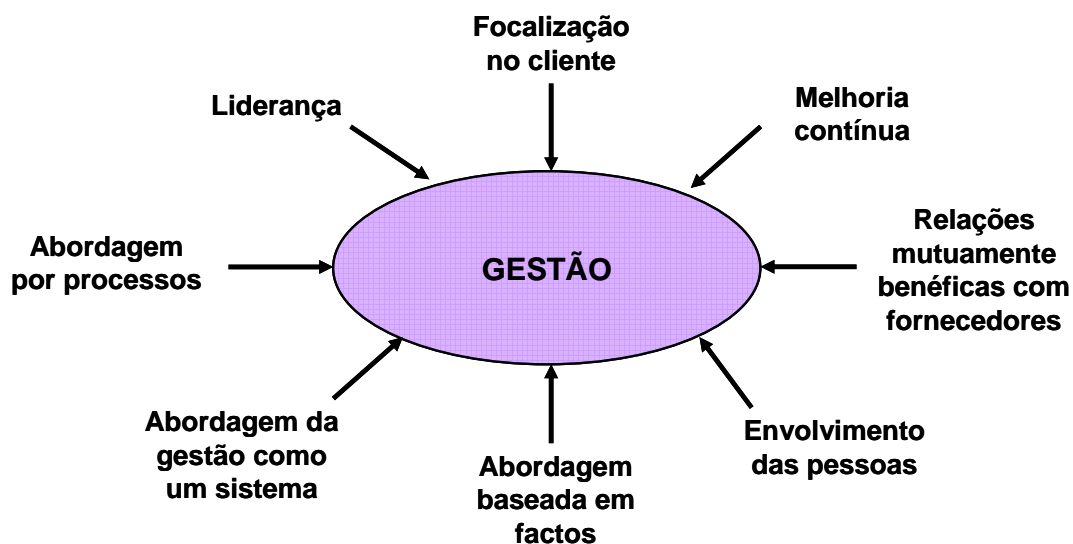 Focalização
no cliente
Liderança
Melhoria
contínua
Abordagem
por processos
GESTÃO
Relações
mutuamente
benéficas com
fornecedores
Abordagem da
gestão como
um sistema
Abordagem
baseada em
factos
Envolvimento
das pessoas